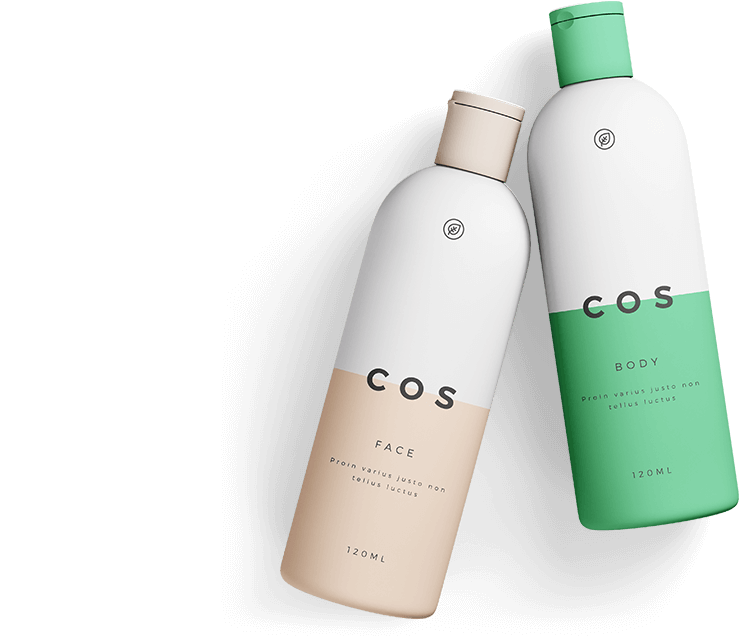 COS
FACE
Proin varius justo non
tellus luctus
120ML
COS
BODY
Proin varius justo non
tellus luctus
120ML